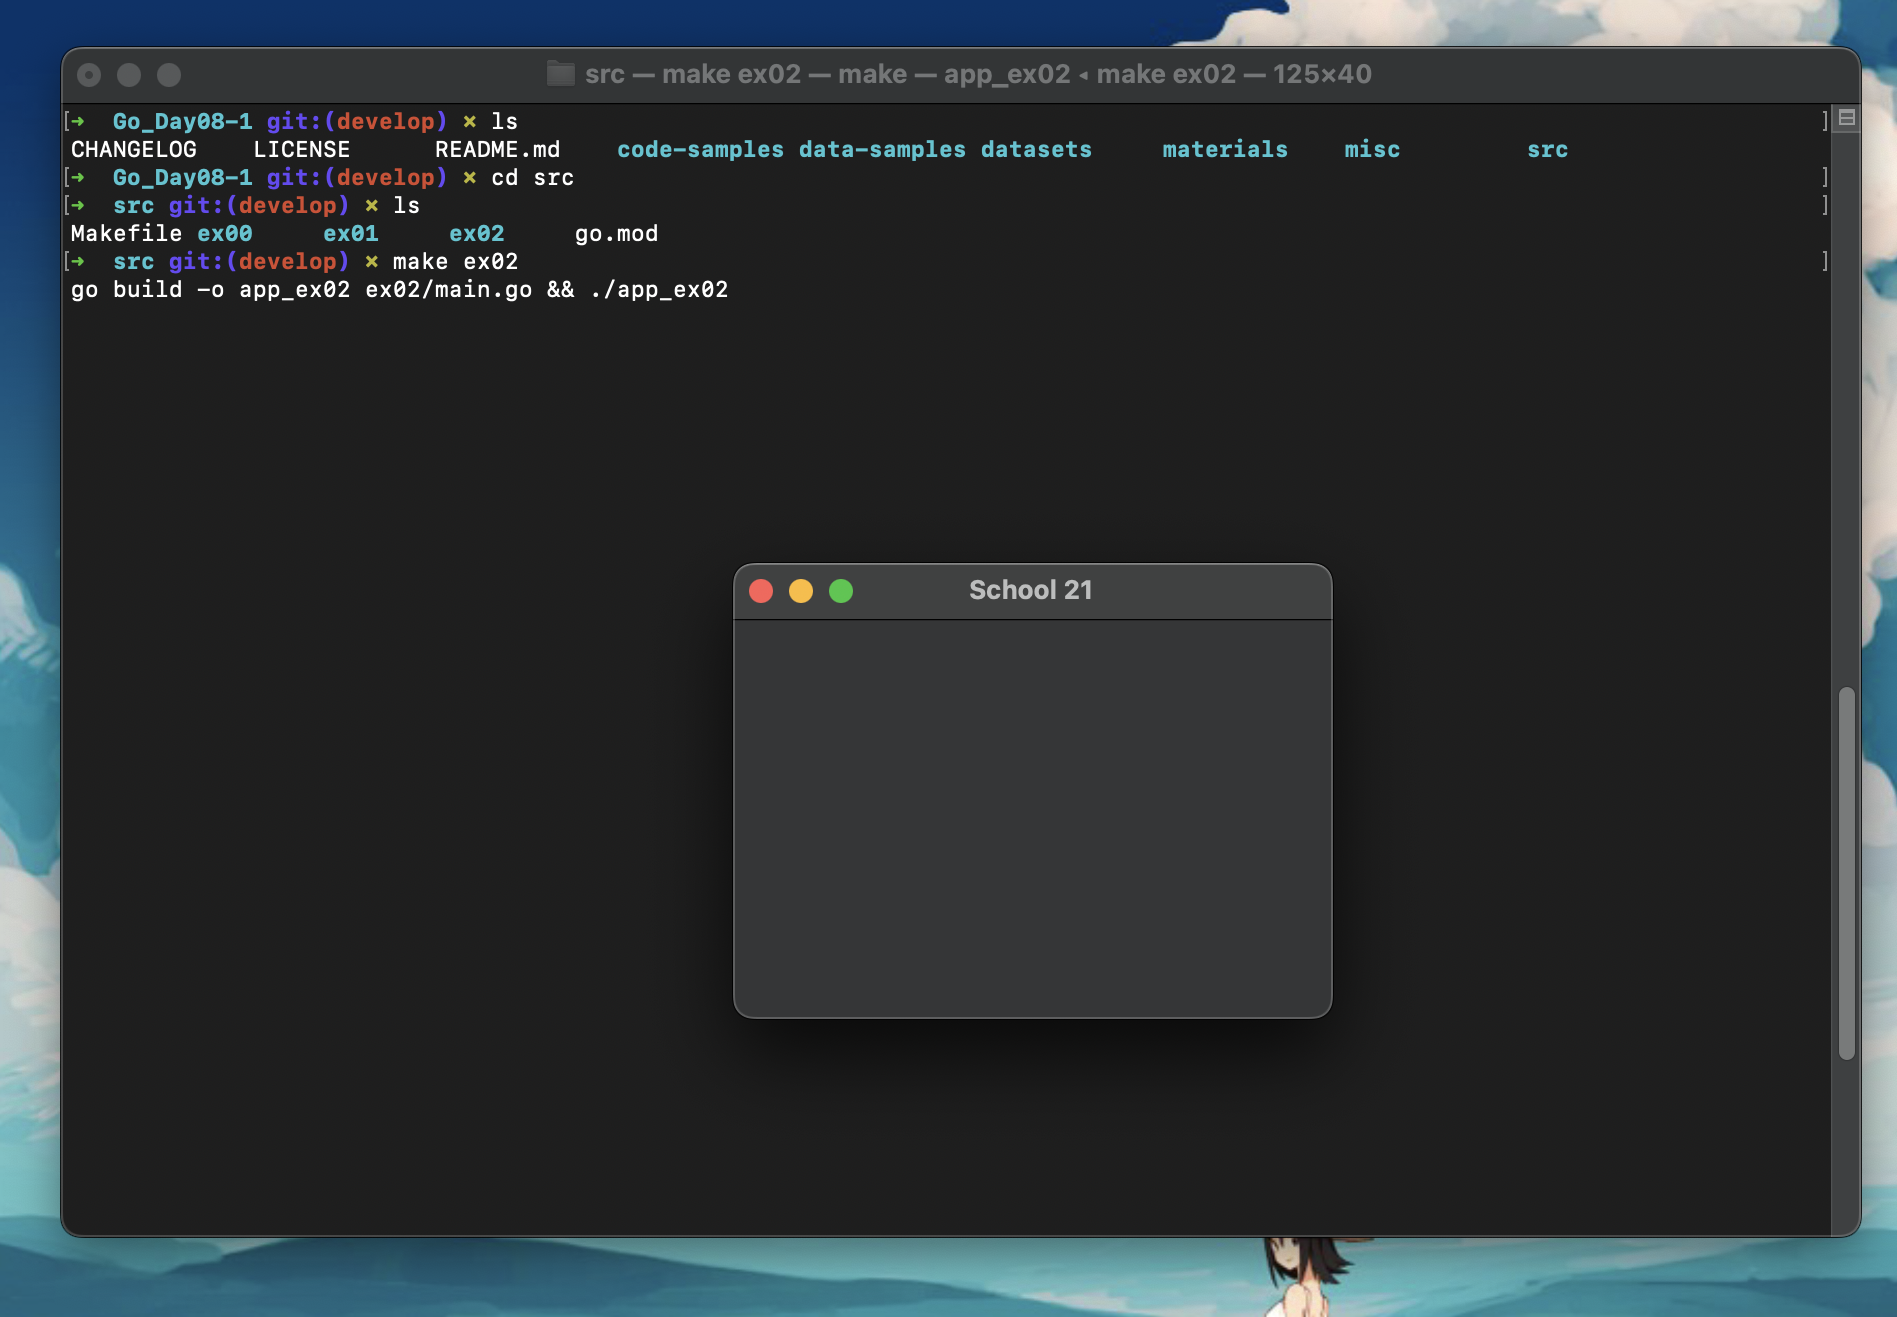 src — make ex02 — make — app_ex02 ◂ make ex02 — 125×40
[➜  Go_Day08-1 git:(develop) × ls ]
CHANGELOG    LICENSE      README.md    code-samples data-samples datasets     materials    misc         src
[➜  Go_Day08-1 git:(develop) × cd src ]
[➜  src git:(develop) × ls ]
Makefile ex00     ex01     ex02     go.mod
[➜  src git:(develop) × make ex02 ]
go build -o app_ex02 ex02/main.go && ./app_ex02
School 21